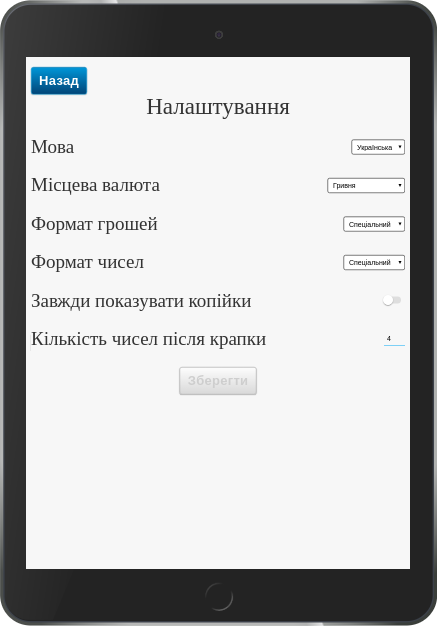 Назад
Налаштування
Мова
Українська
Місцева валюта
Гривня
Формат грошей
Спеціальний
Формат чисел
Спеціальний
Завжди показувати копійки
Кількість чисел після крапки
4
Зберегти